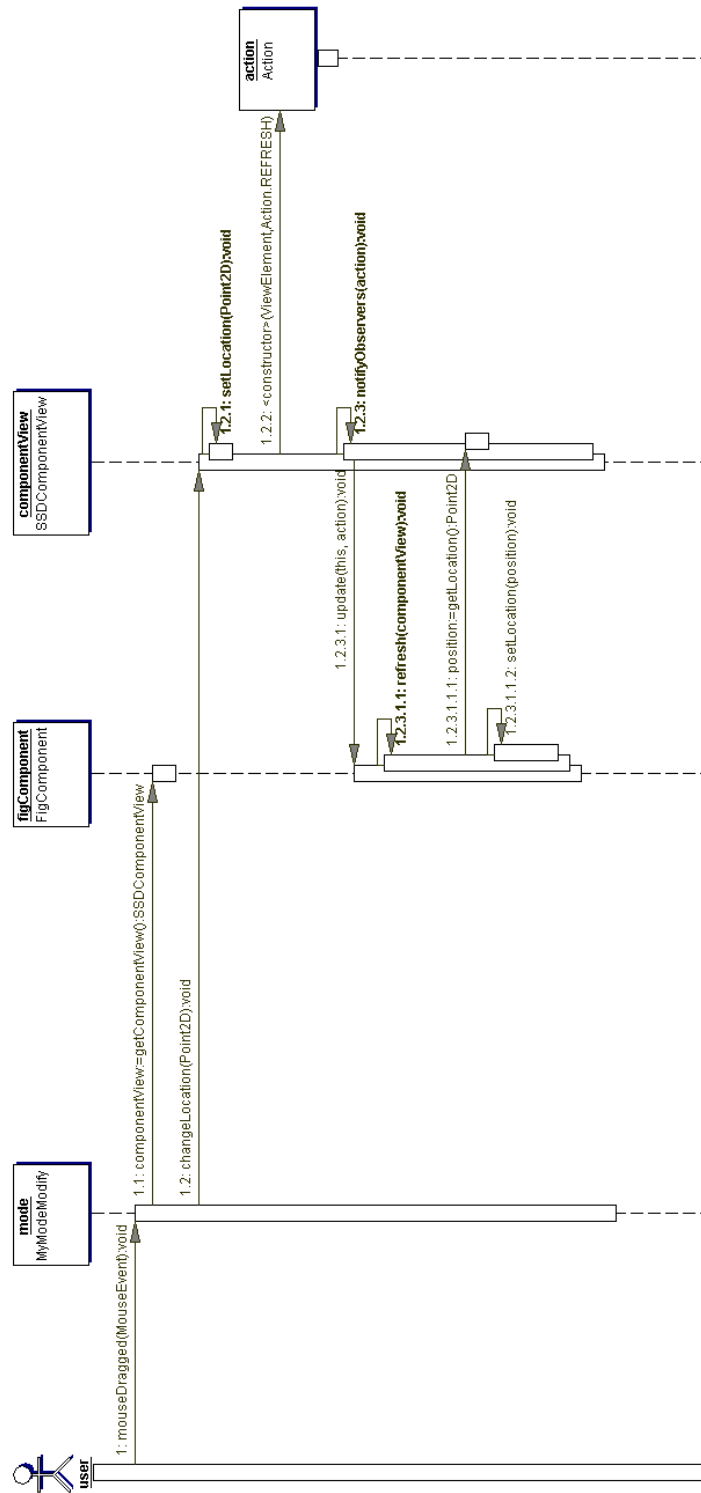 user
mode
MyModeModify
figComponent
FigComponent
componentView
SSDComponentView
action
Action
1: mouseDragged(MouseEvent):void
1.1: componentView:=getComponentView():SSDComponentView
1.2: changeLocation(Point2D):void
1.2.1: setLocation(Point2D):void
1.2.2: <constructor>(ViewElement,Action.REFRESH)
1.2.3: notifyObservers(action):void
1.2.3.1: update(this, action):void
1.2.3.1.1: refresh(componentView):void
1.2.3.1.1.1: position:=getLocation():Point2D
1.2.3.1.1.2: setLocation(position):void